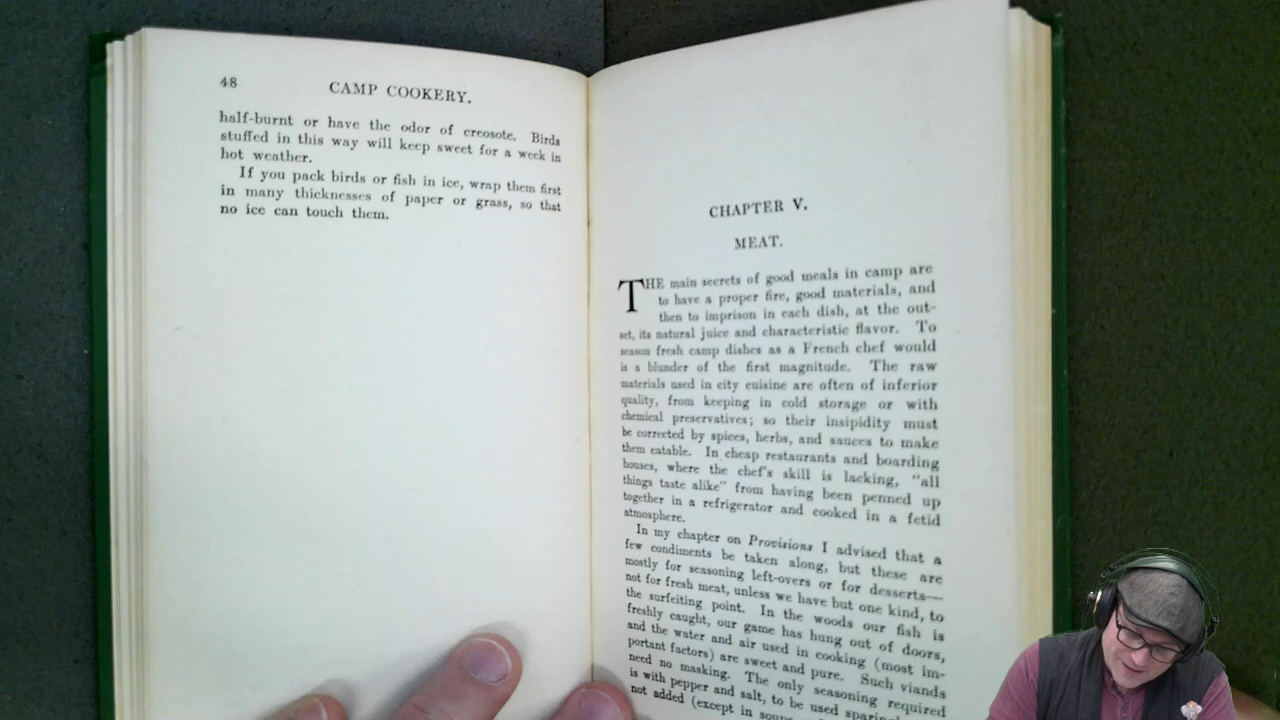 48
CAMP COOKERY.
half-burnt or have the odor of creosote. Birds
stuffed in this way will keep sweet for a week in
hot weather.
If you pack birds or fish in ice, wrap them first
in many thicknesses of paper or grass, so that
no ice can touch them.
CHAPTER V.
MEAT.
THE main secrets of good meals in camp are
to have a proper fire, good materials, and
then to imprison in each dish, at the out-
set, its natural juice and characteristic flavor. To
season fresh camp dishes as a French chef would
is a blunder of the first magnitude. The raw
materials used in city cuisine are often of inferior
quality, from keeping in cold storage or with
chemical preservatives; so their insipidity must
be corrected by spices, herbs, and sauces to make
them eatable. In cheap restaurants and boarding
houses, where the chef's skill is lacking, "all
things taste alike" from having been penned up
together in a refrigerator and cooked in a fetid
atmosphere.
In my chapter on Provisions I advised that a
few condiments be taken along, but these are
mostly for seasoning left-overs or for desserts—
not for fresh meat, unless we have but one kind, to
the surfeiting point. In the woods our fish is
freshly caught, our game has hung out of doors,
and the water and air used in cooking (most im-
portant factors) are sweet and pure. Such viands
need no masking. The only seasoning required
is with pepper and salt, to be used
not added (except in